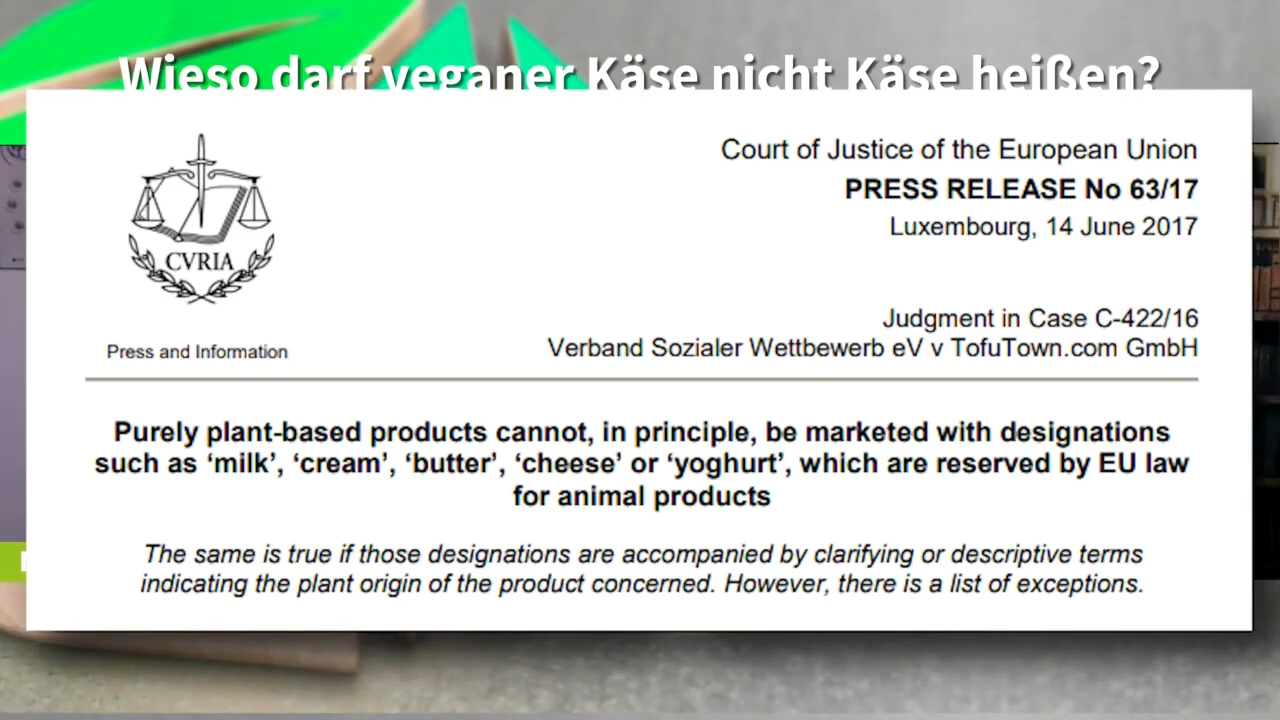 Wieso darf veganer Käse nicht Käse heißen?
Court of Justice of the European Union
PRESS RELEASE No 63/17
Luxembourg, 14 June 2017
CVRIA
Judgment in Case C-422/16
Press and Information
Verband Sozialer Wettbewerb eV v TofuTown.com GmbH
Purely plant-based products cannot, in principle, be marketed with designations
such as ‘milk’, ‘cream’, ‘butter’, ‘cheese’ or ‘yoghurt’, which are reserved by EU law
for animal products
The same is true if those designations are accompanied by clarifying or descriptive terms
indicating the plant origin of the product concerned. However, there is a list of exceptions.